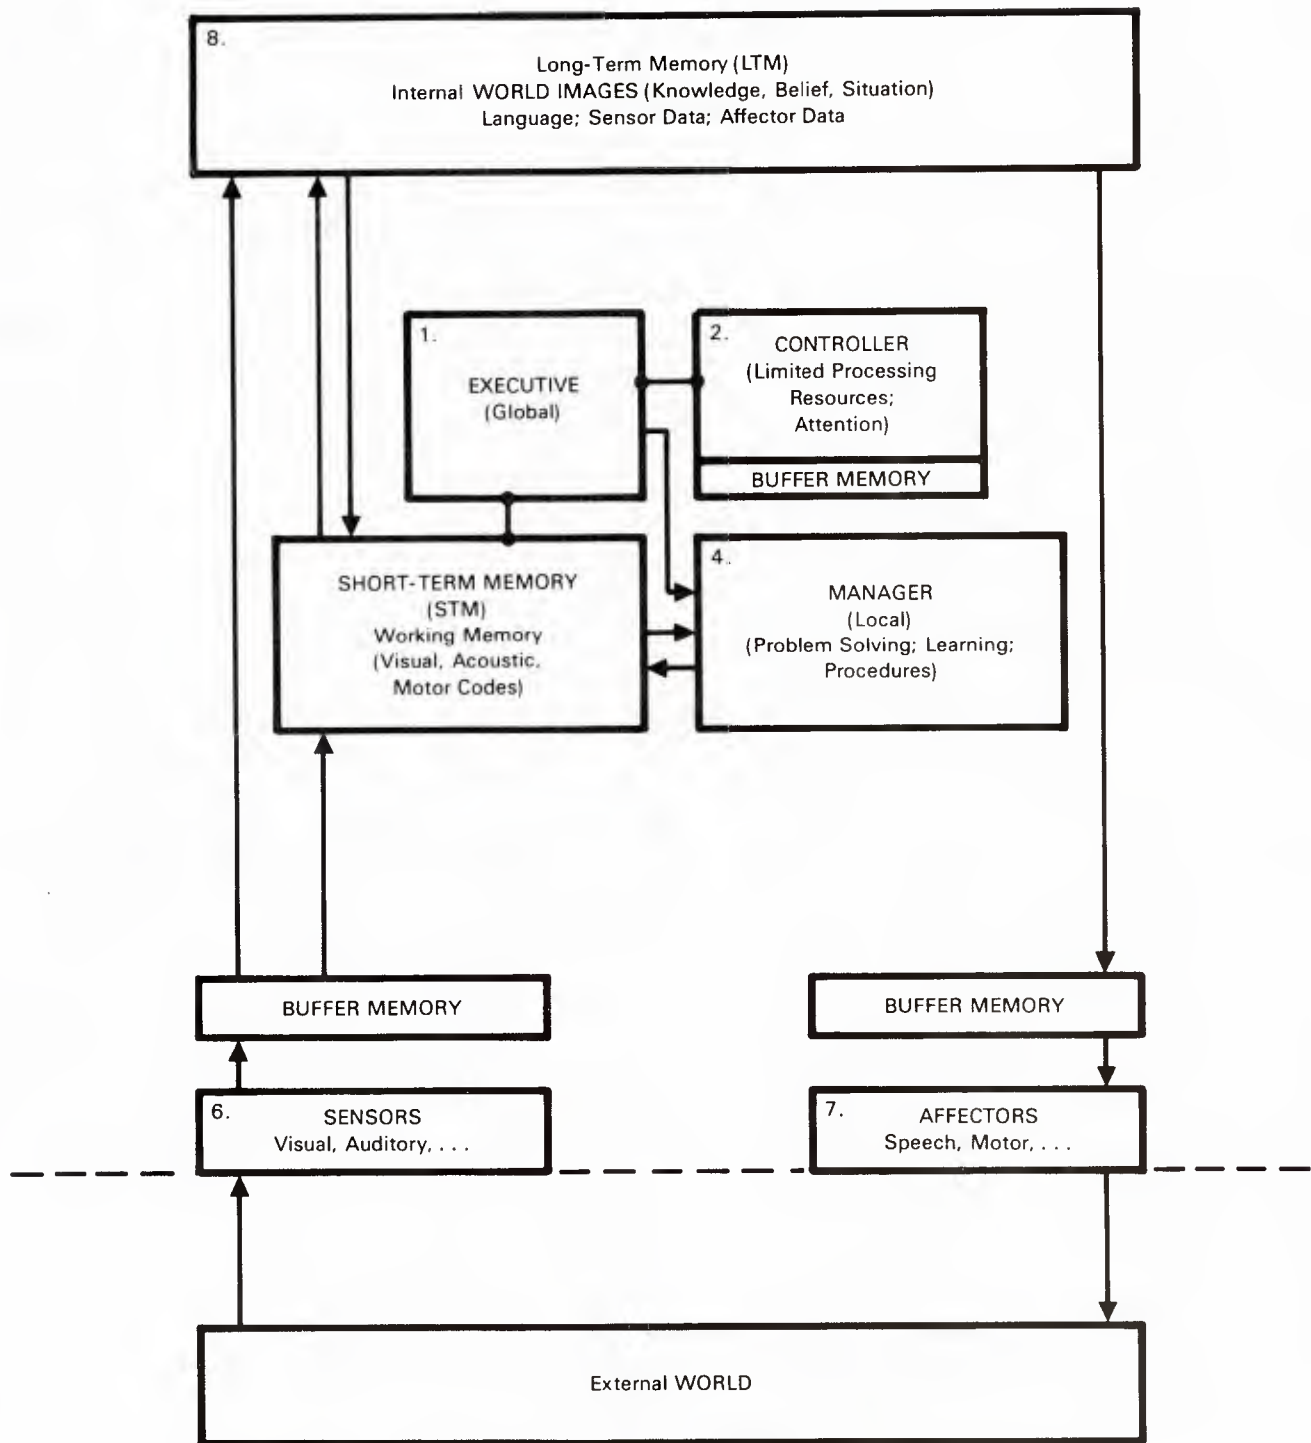 8.
Long-Term Memory (LTM)
Internal WORLD IMAGES (Knowledge, Belief, Situation)
Language; Sensor Data; Affector Data
1.
EXECUTIVE
(Global)
2.
CONTROLLER
(Limited Processing
Resources;
Attention)
BUFFER MEMORY
SHORT-TERM MEMORY
(STM)
Working Memory
(Visual, Acoustic,
Motor Codes)
4.
MANAGER
(Local)
(Problem Solving; Learning;
Procedures)
BUFFER MEMORY
BUFFER MEMORY
6.
SENSORS
Visual, Auditory, . . .
7.
AFFECTORS
Speech, Motor, . . .
External WORLD